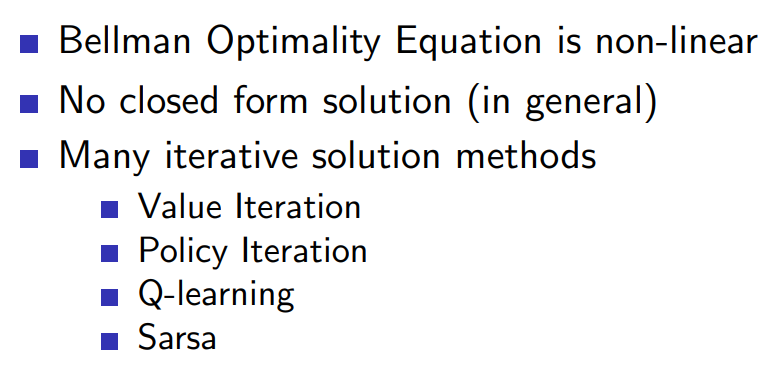 Bellman Optimality Equation is non-linear
No closed form solution (in general)
Many iterative solution methods
Value Iteration
Policy Iteration
Q-learning
Sarsa